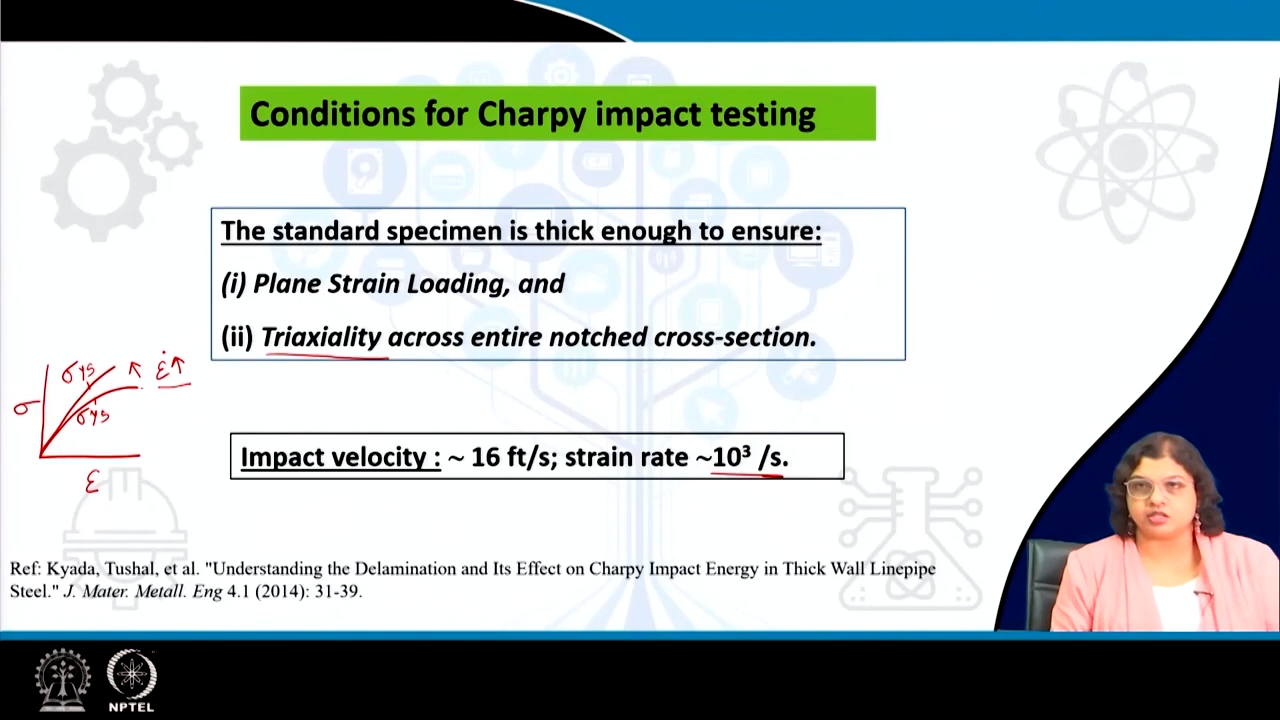 Conditions for Charpy impact testing
The standard specimen is thick enough to ensure:
(i) Plane Strain Loading, and
(ii) Triaxiality across entire notched cross-section.
σys ε̇↑
σys
σ
ε
Impact velocity : ~ 16 ft/s; strain rate ~10³ /s.
Ref: Kyada, Tushal, et al. "Understanding the Delamination and Its Effect on Charpy Impact Energy in Thick Wall Linepipe
Steel." J. Mater. Metall. Eng 4.1 (2014): 31-39.
NPTEL